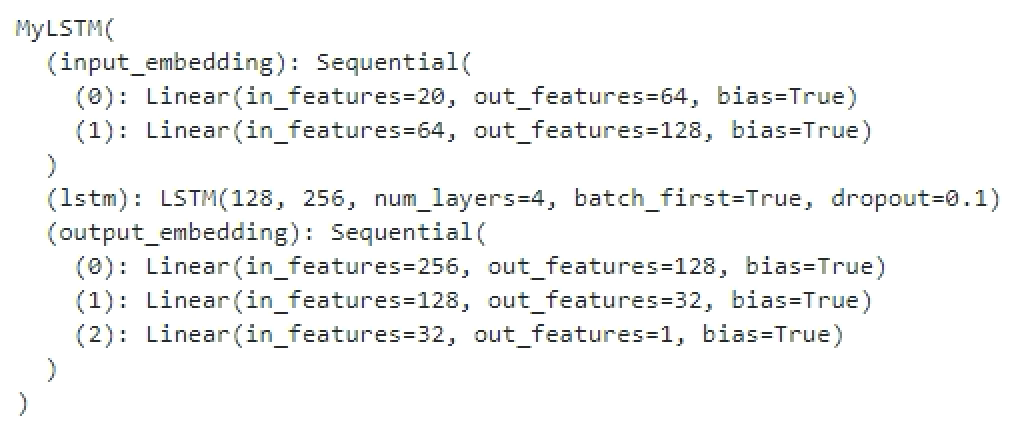 MyLSTM(
  (input_embedding): Sequential(
    (0): Linear(in_features=20, out_features=64, bias=True)
    (1): Linear(in_features=64, out_features=128, bias=True)
  )
  (lstm): LSTM(128, 256, num_layers=4, batch_first=True, dropout=0.1)
  (output_embedding): Sequential(
    (0): Linear(in_features=256, out_features=128, bias=True)
    (1): Linear(in_features=128, out_features=32, bias=True)
    (2): Linear(in_features=32, out_features=1, bias=True)
  )
)